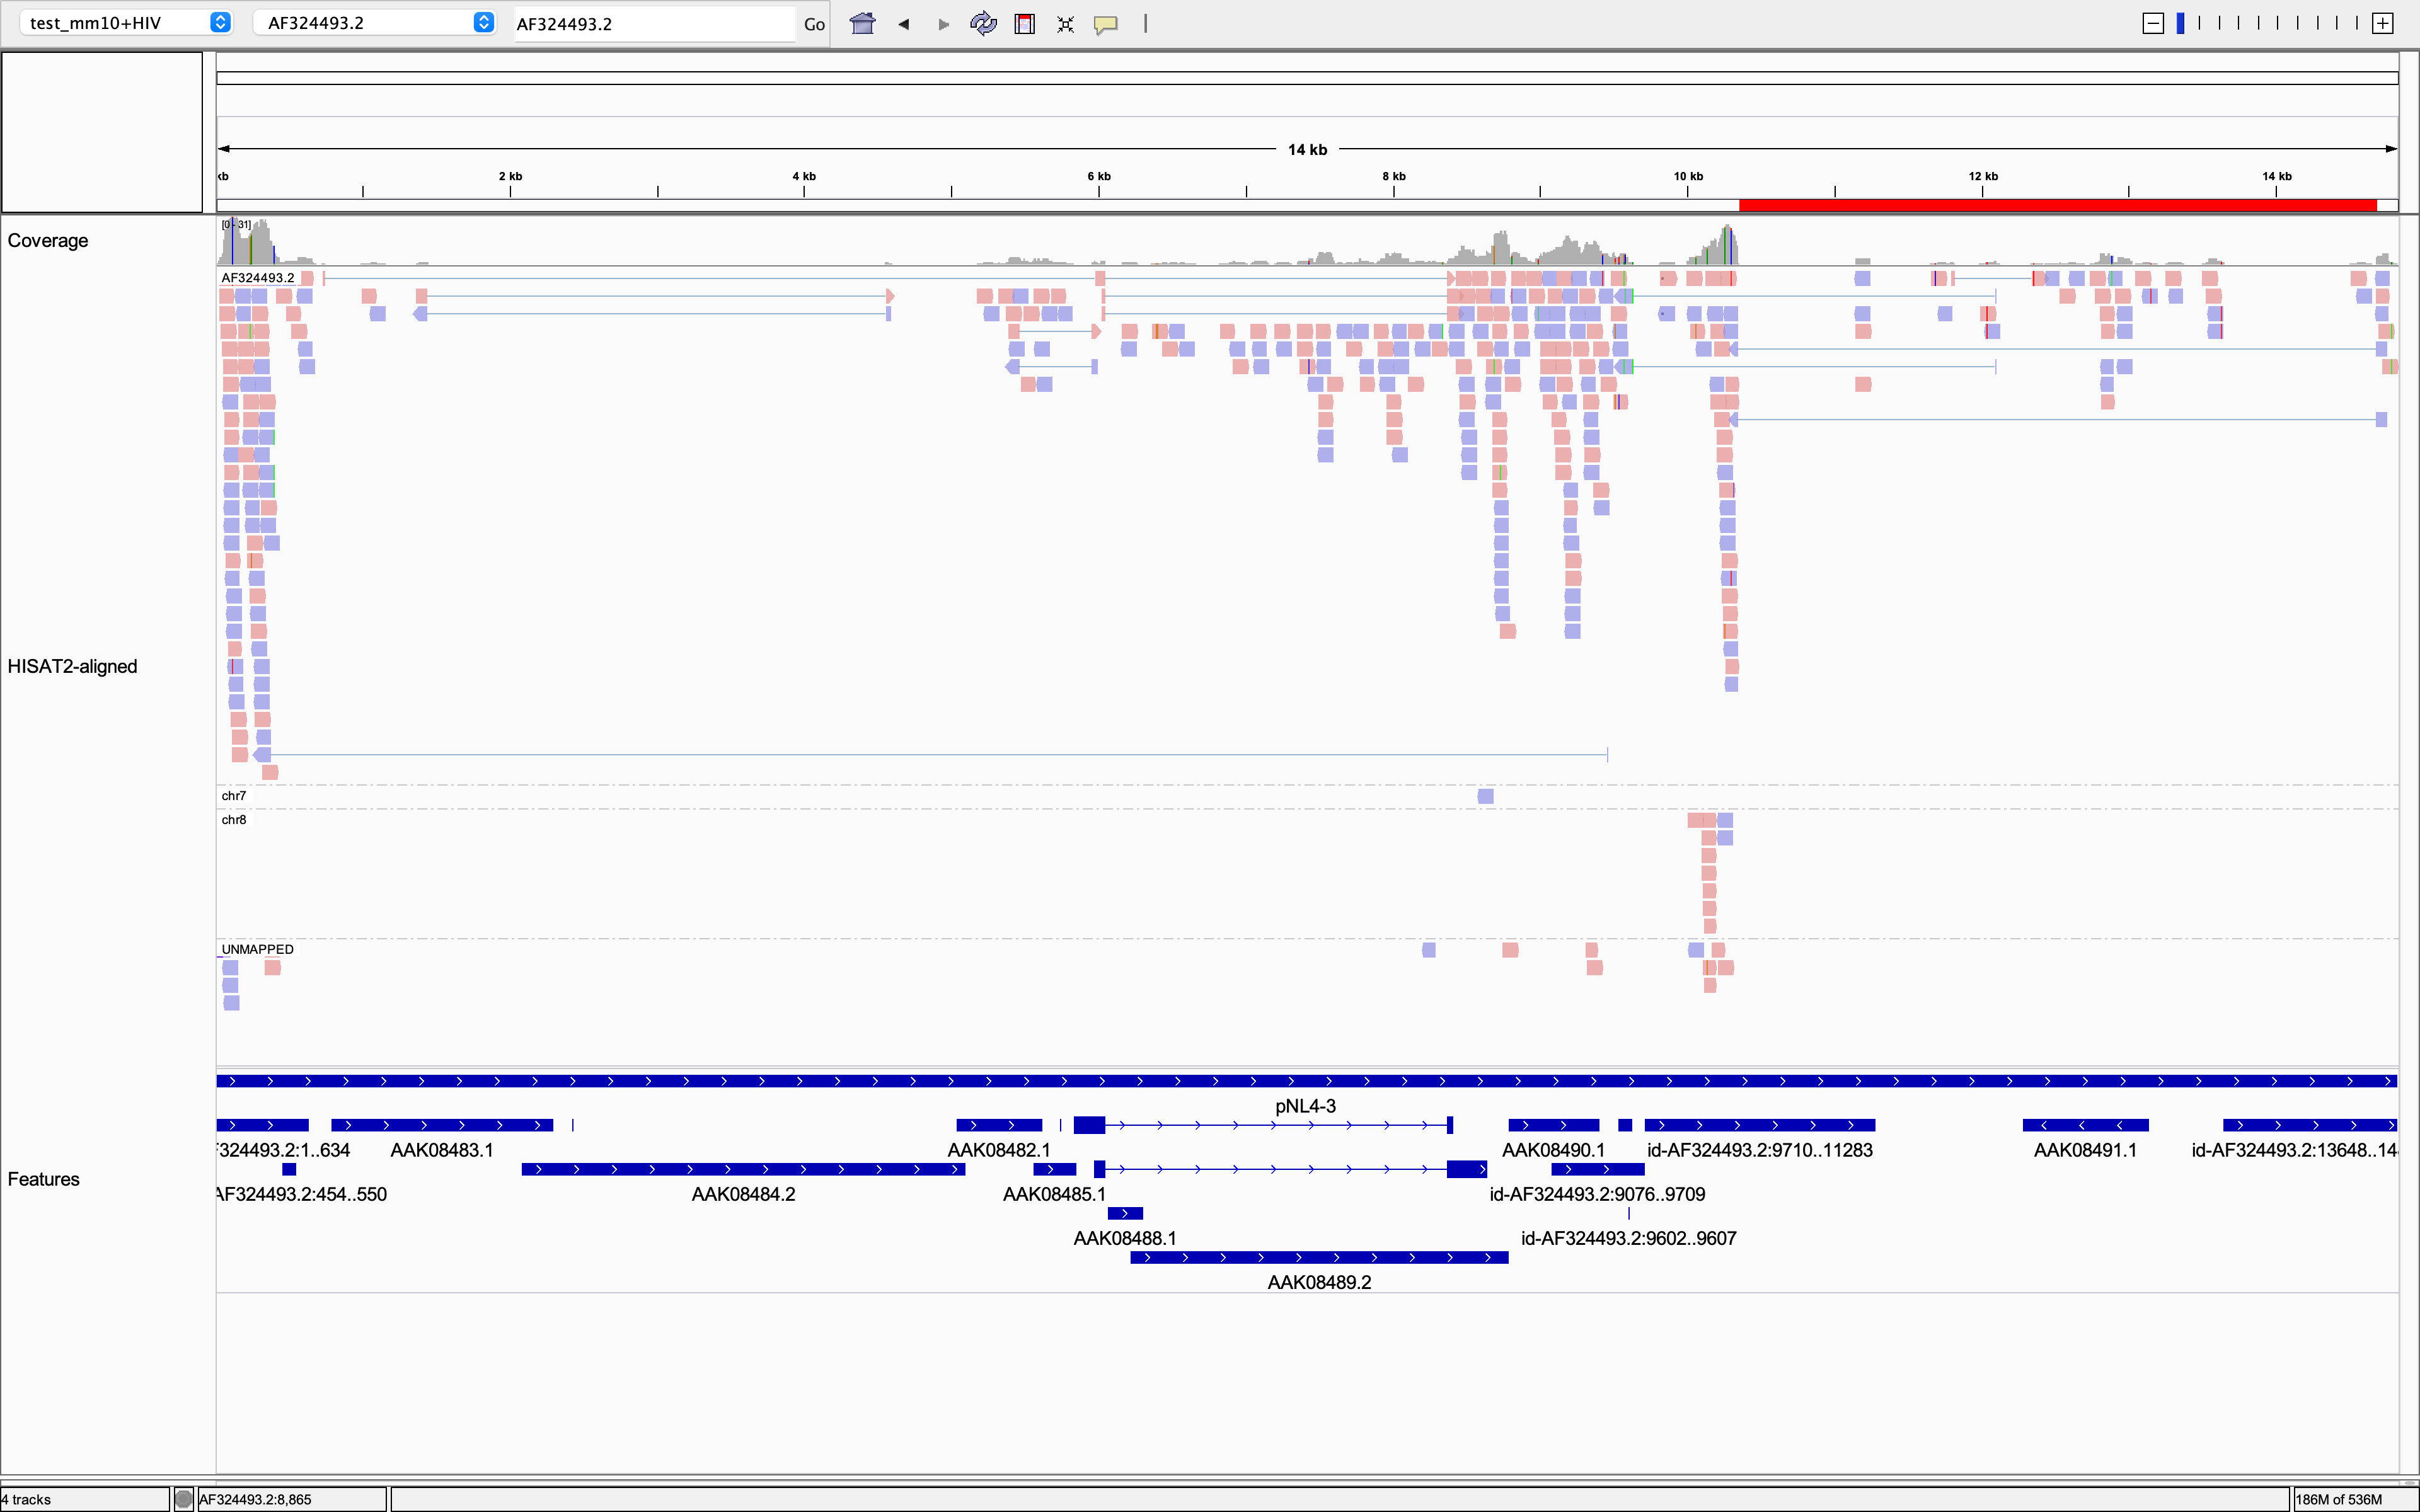 test_mm10+HIV AF324493.2 AF324493.2 Go
14 kb
kb 2 kb 4 kb 6 kb 8 kb 10 kb 12 kb 14 kb
Coverage
[0 - 31]
AF324493.2
HISAT2-aligned
chr7
chr8
UNMAPPED
pNL4-3
F324493.2:1..634 AAK08483.1 AAK08482.1 AAK08490.1 id-AF324493.2:9710..11283 AAK08491.1 id-AF324493.2:13648..14
Features
AF324493.2:454..550 AAK08484.2 AAK08485.1 id-AF324493.2:9076..9709
AAK08488.1 id-AF324493.2:9602..9607
AAK08489.2
4 tracks AF324493.2:8,865 186M of 536M